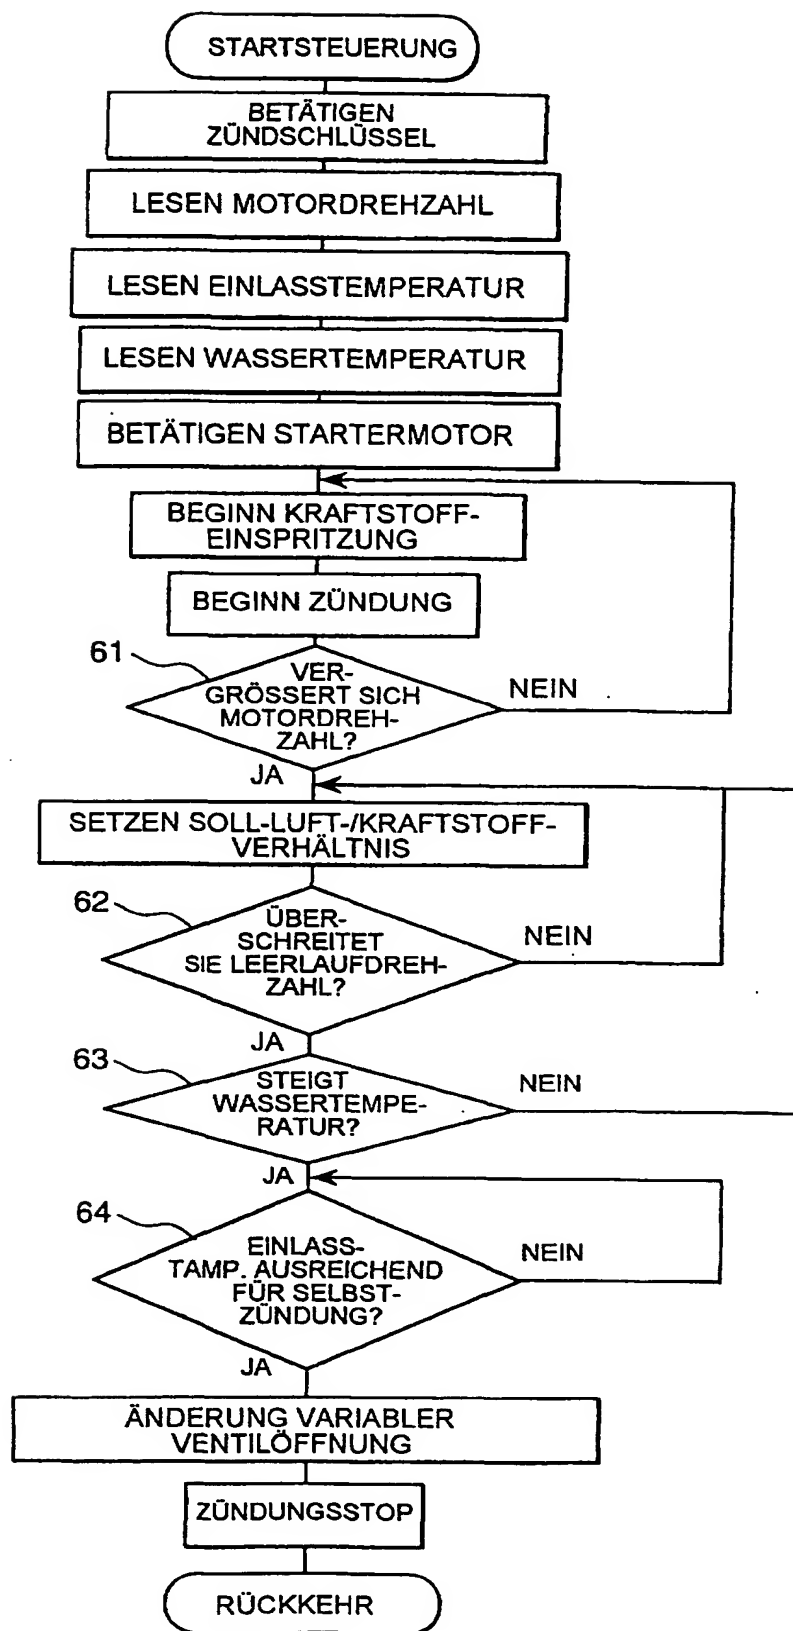 STARTSTEUERUNG
BETÄTIGEN
ZÜNDSCHLÜSSEL
LESEN MOTORDREHZAHL
LESEN EINLASSTEMPERATUR
LESEN WASSERTEMPERATUR
BETÄTIGEN STARTERMOTOR
BEGINN KRAFTSTOFF-
EINSPRITZUNG
BEGINN ZÜNDUNG
61
VER-
GRÖSSERT SICH
MOTORDREH-
ZAHL?
NEIN
JA
SETZEN SOLL-LUFT-/KRAFTSTOFF-
VERHÄLTNIS
62
ÜBER-
SCHREITET
SIE LEERLAUFDREH-
ZAHL?
NEIN
JA
63
STEIGT
WASSERTEMPE-
RATUR?
NEIN
JA
64
EINLASS-
TAMP. AUSREICHEND
FÜR SELBST-
ZÜNDUNG?
NEIN
JA
ÄNDERUNG VARIABLER
VENTILÖFFNUNG
ZÜNDUNGSSTOP
RÜCKKEHR